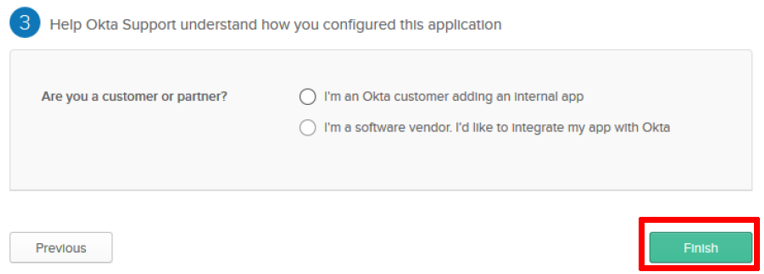 3 Help Okta Support understand how you configured this application
Are you a customer or partner?
I'm an Okta customer adding an internal app
I'm a software vendor. I'd like to integrate my app with Okta
Previous
Finish